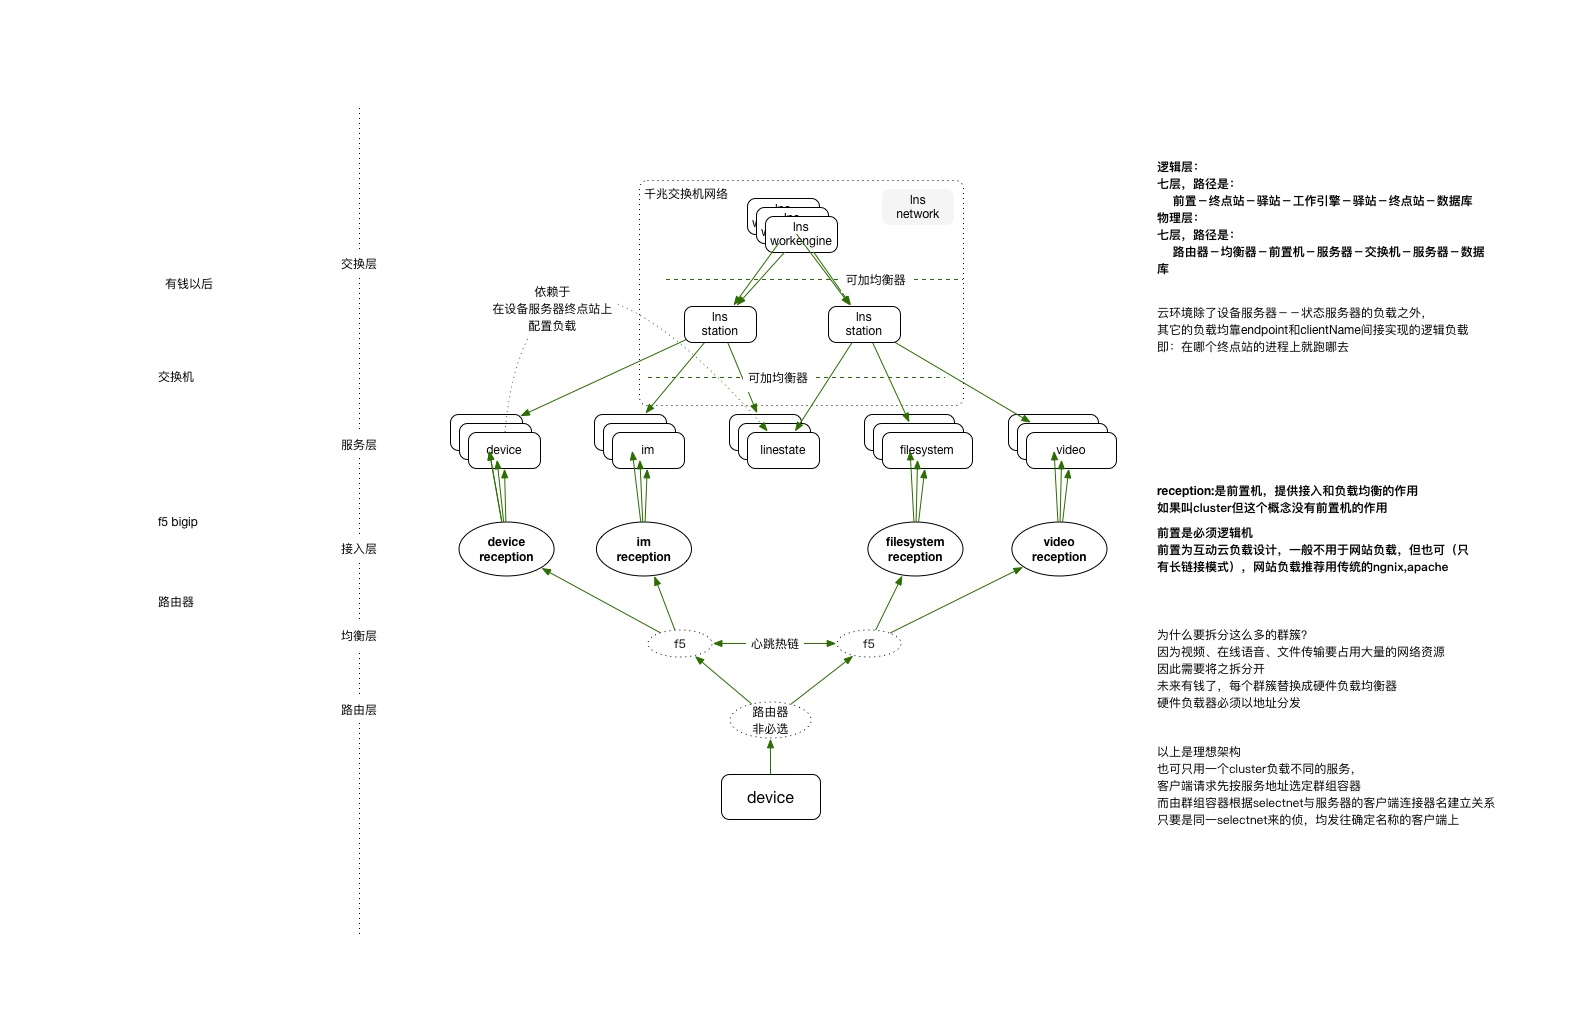 有钱以后
交换机
f5 bigip
路由器
交换层
服务层
接入层
均衡层
路由层
千兆交换机网络
lns
network
lns
lns
lns
workengine
可加均衡器
依赖于
在设备服务器终点站上
配置负载
lns
station
lns
station
可加均衡器
device
im
linestate
filesystem
video
device
reception
im
reception
filesystem
reception
video
reception
f5
心跳热链
f5
路由器
非必选
device
逻辑层：
七层，路径是：
前置－终点站－驿站－工作引擎－驿站－终点站－数据库
物理层：
七层，路径是：
路由器－均衡器－前置机－服务器－交换机－服务器－数据
库
云环境除了设备服务器－－状态服务器的负载之外，
其它的负载均靠endpoint和clientName间接实现的逻辑负载
即：在哪个终点站的进程上就跑哪去
reception:是前置机，提供接入和负载均衡的作用
如果叫cluster但这个概念没有前置机的作用
前置是必须逻辑机
前置为互动云负载设计，一般不用于网站负载，但也可（只
有长链接模式），网站负载推荐用传统的ngnix,apache
为什么要拆分这么多的群簇？
因为视频、在线语音、文件传输要占用大量的网络资源
因此需要将之拆分开
未来有钱了，每个群簇替换成硬件负载均衡器
硬件负载器必须以地址分发
以上是理想架构
也可只用一个cluster负载不同的服务，
客户端请求先按服务地址选定群组容器
而由群组容器根据selectnet与服务器的客户端连接器名建立关系
只要是同一selectnet来的侦，均发往确定名称的客户端上